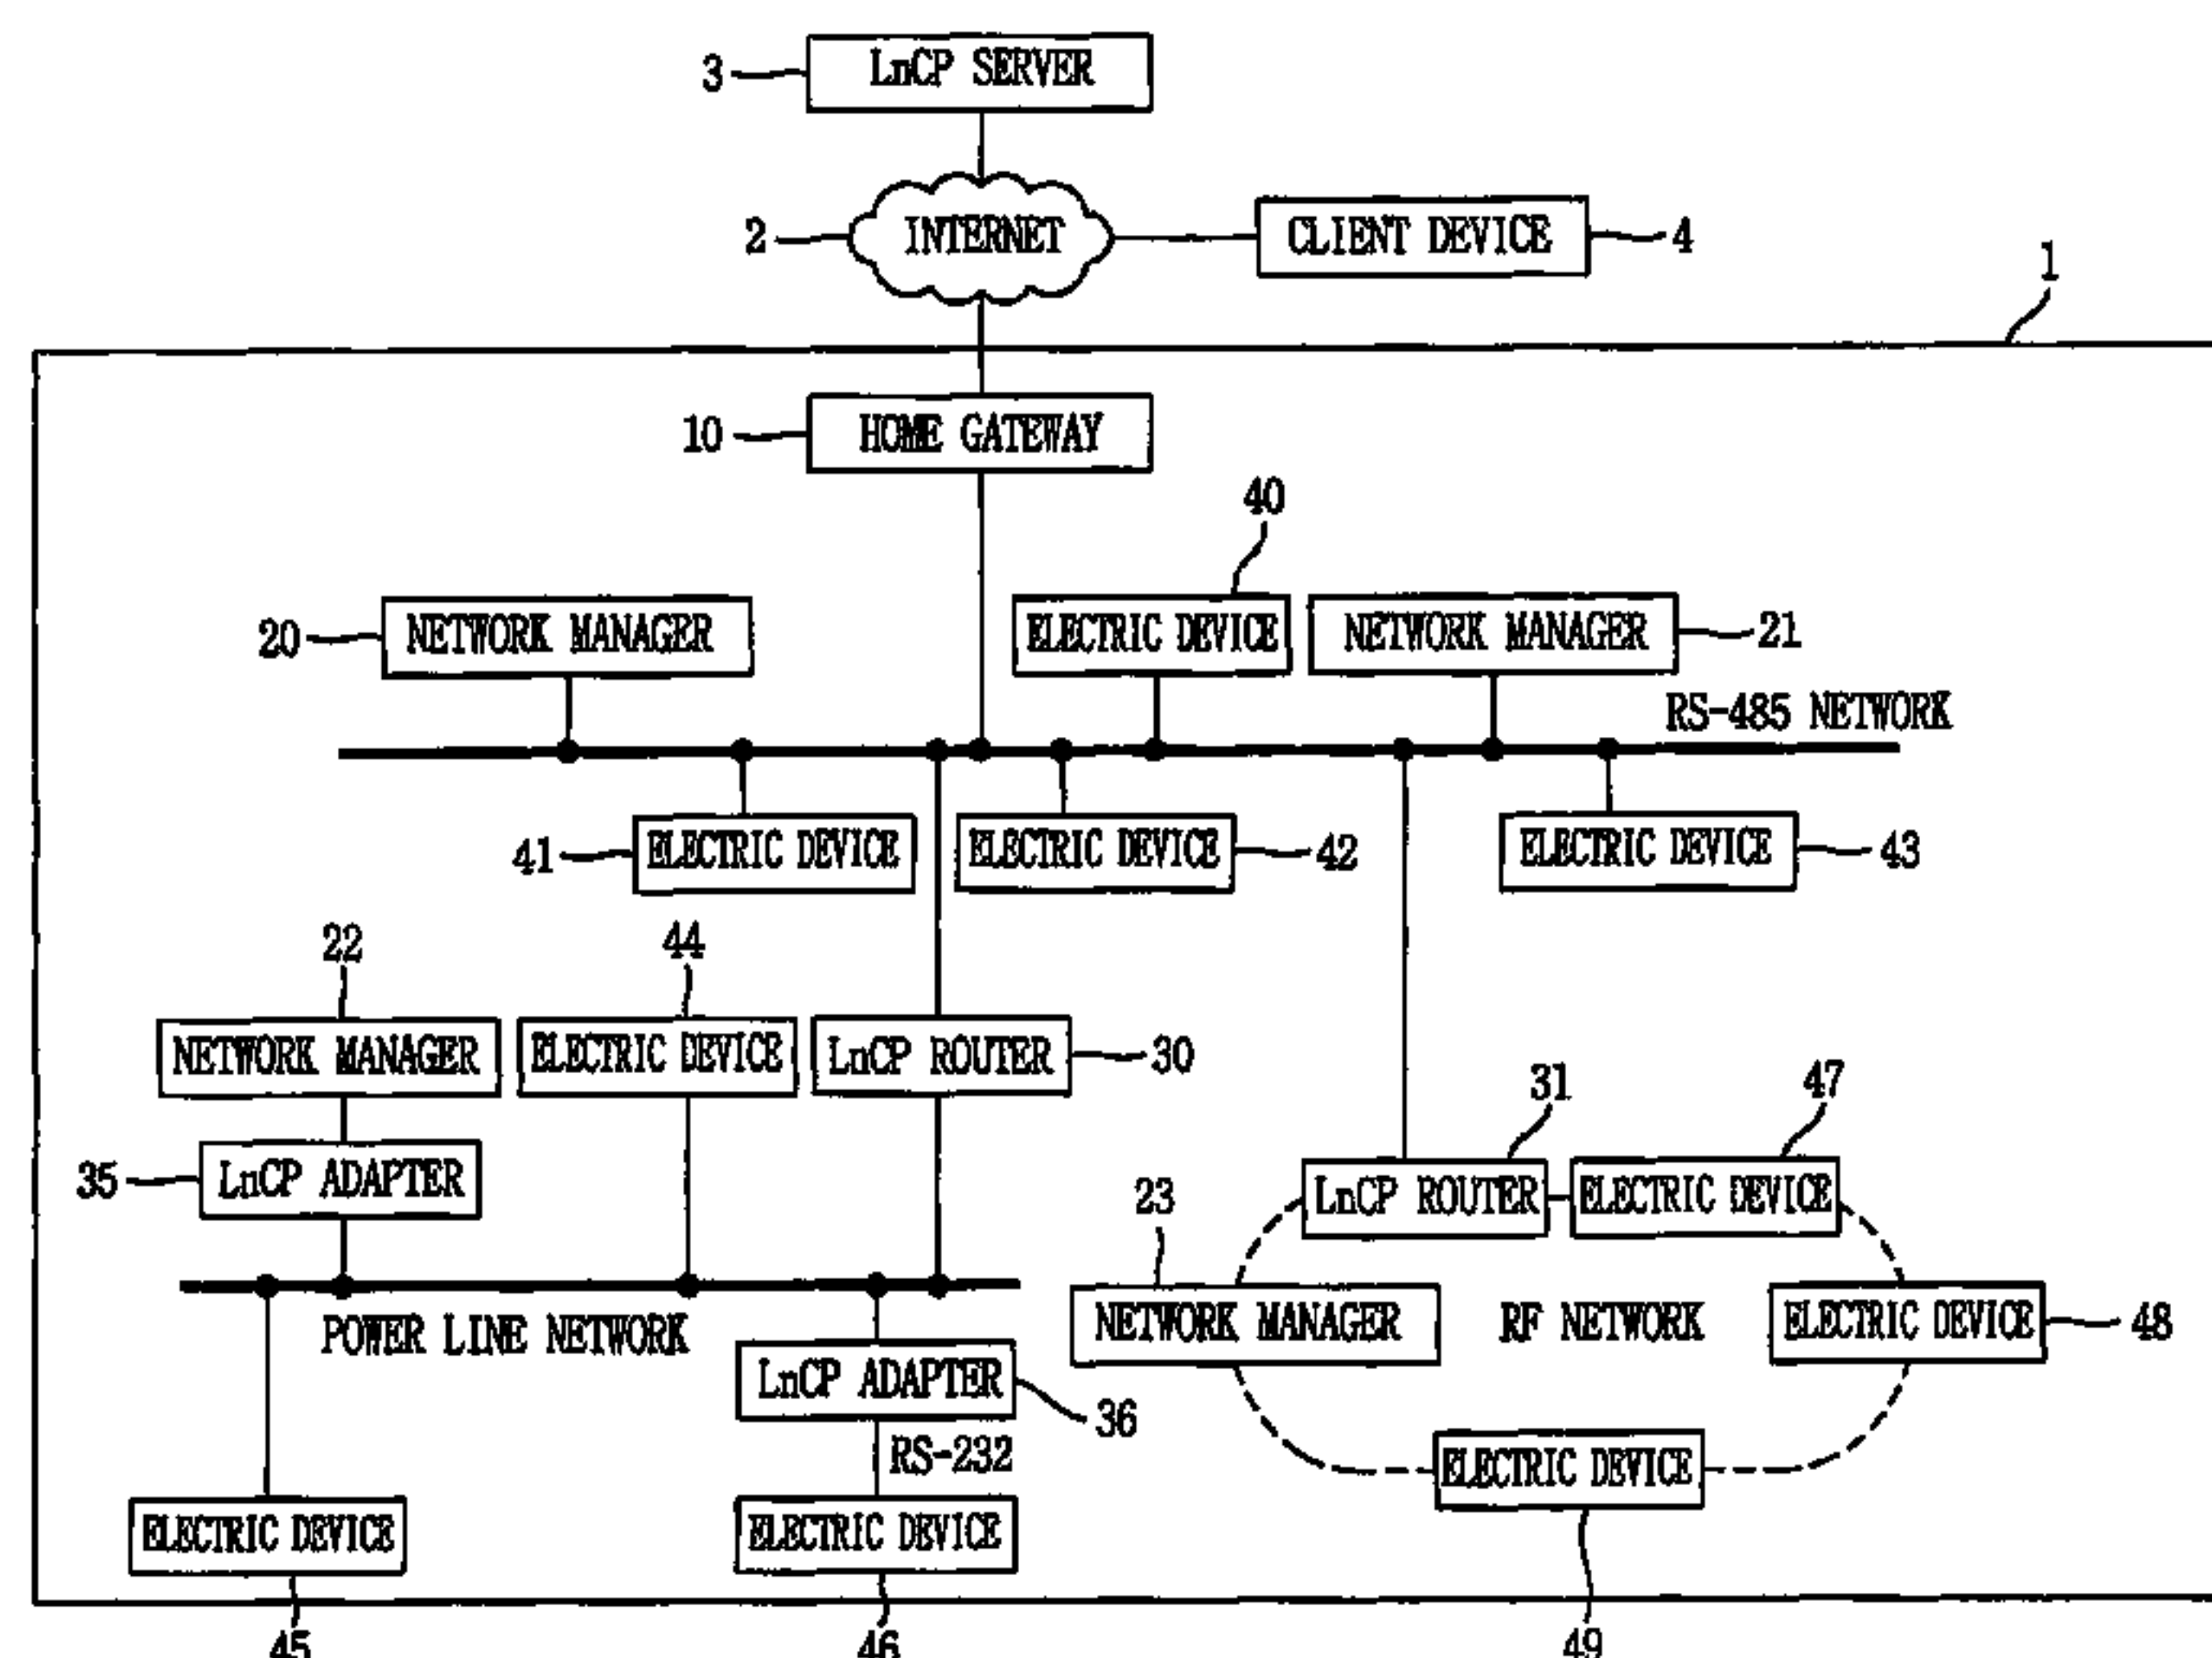 3
LnCP SERVER
2
INTERNET
CLIENT DEVICE
4
1
10
HOME GATEWAY
40
20
NETWORK MANAGER
ELECTRIC DEVICE
NETWORK MANAGER
21
RS-485 NETWORK
41
ELECTRIC DEVICE
ELECTRIC DEVICE
42
ELECTRIC DEVICE
43
22
44
NETWORK MANAGER
ELECTRIC DEVICE
LnCP ROUTER
30
31
47
35
LnCP ADAPTER
23
LnCP ROUTER
ELECTRIC DEVICE
POWER LINE NETWORK
NETWORK MANAGER
RF NETWORK
ELECTRIC DEVICE
48
LnCP ADAPTER
36
RS-232
ELECTRIC DEVICE
ELECTRIC DEVICE
ELECTRIC DEVICE
45
46
49